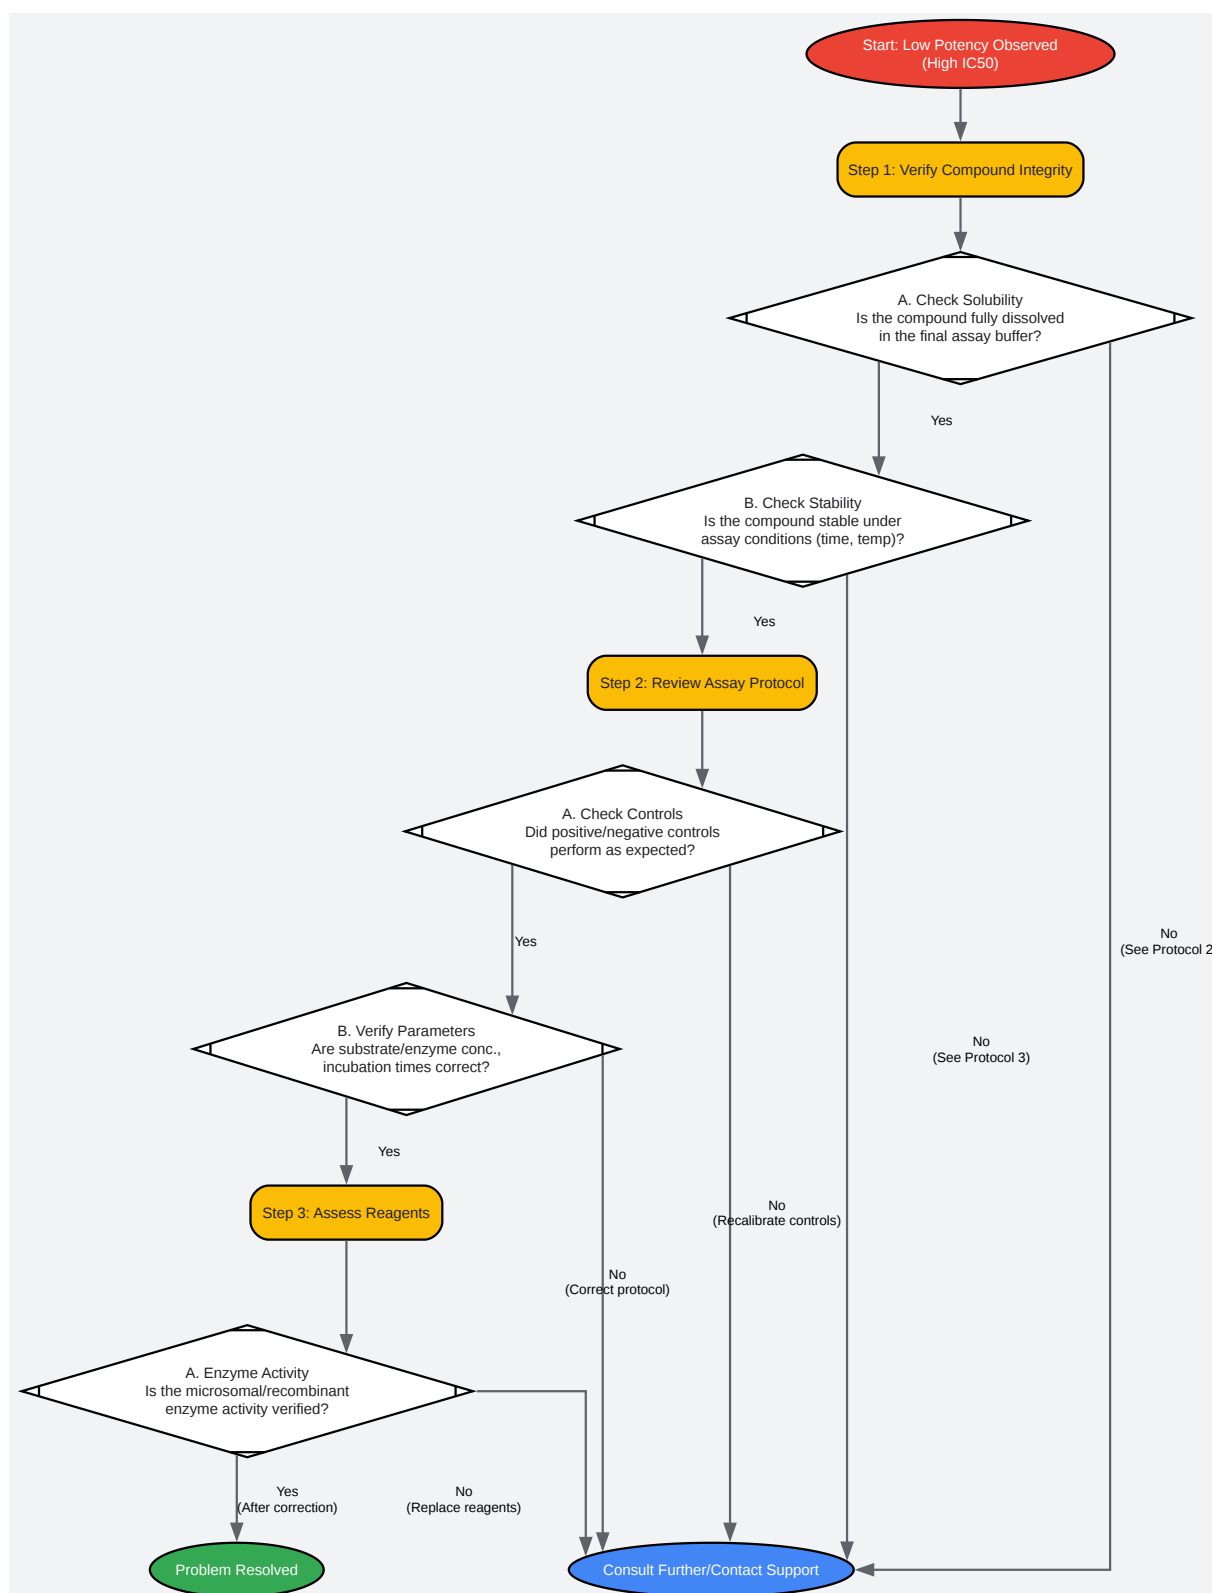 Start: Low Potency Observed
(High IC50)
Step 1: Verify Compound Integrity
A. Check Solubility
Is the compound fully dissolved
in the final assay buffer?
Yes
B. Check Stability
Is the compound stable under
assay conditions (time, temp)?
Yes
Step 2: Review Assay Protocol
A. Check Controls
Did positive/negative controls
perform as expected?
Yes
No
(See Protocol 2
B. Verify Parameters
Are substrate/enzyme conc.,
incubation times correct?
No
(See Protocol 3)
Yes
Step 3: Assess Reagents
No
(Recalibrate controls)
No
(Correct protocol)
A. Enzyme Activity
Is the microsomal/recombinant
enzyme activity verified?
Yes
(After correction)
No
(Replace reagents)
Problem Resolved
Consult Further/Contact Support